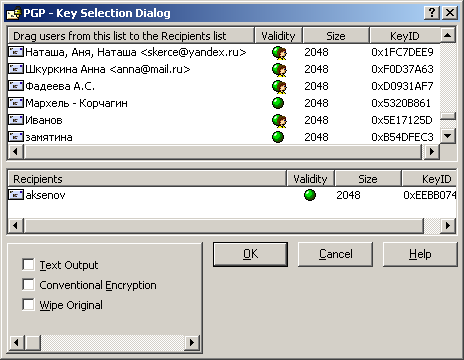 PGP - Key Selection Dialog
Drag users from this list to the Recipients list Validity Size KeyID
Наташа, Аня, Наташа <skerce@yandex.ru> 2048 0x1FC7DEE9
Шкуркина Анна <anna@mail.ru> 2048 0xF0D37A63
Фадеева А.С. 2048 0xD0931AF7
Мархель - Корчагин 2048 0x5320B861
Иванов 2048 0x5E17125D
замятина 2048 0xB54DFEC3
Recipients Validity Size KeyID
aksenov 2048 0xEEBB074
Text Output
Conventional Encryption
Wipe Original
OK
Cancel
Help